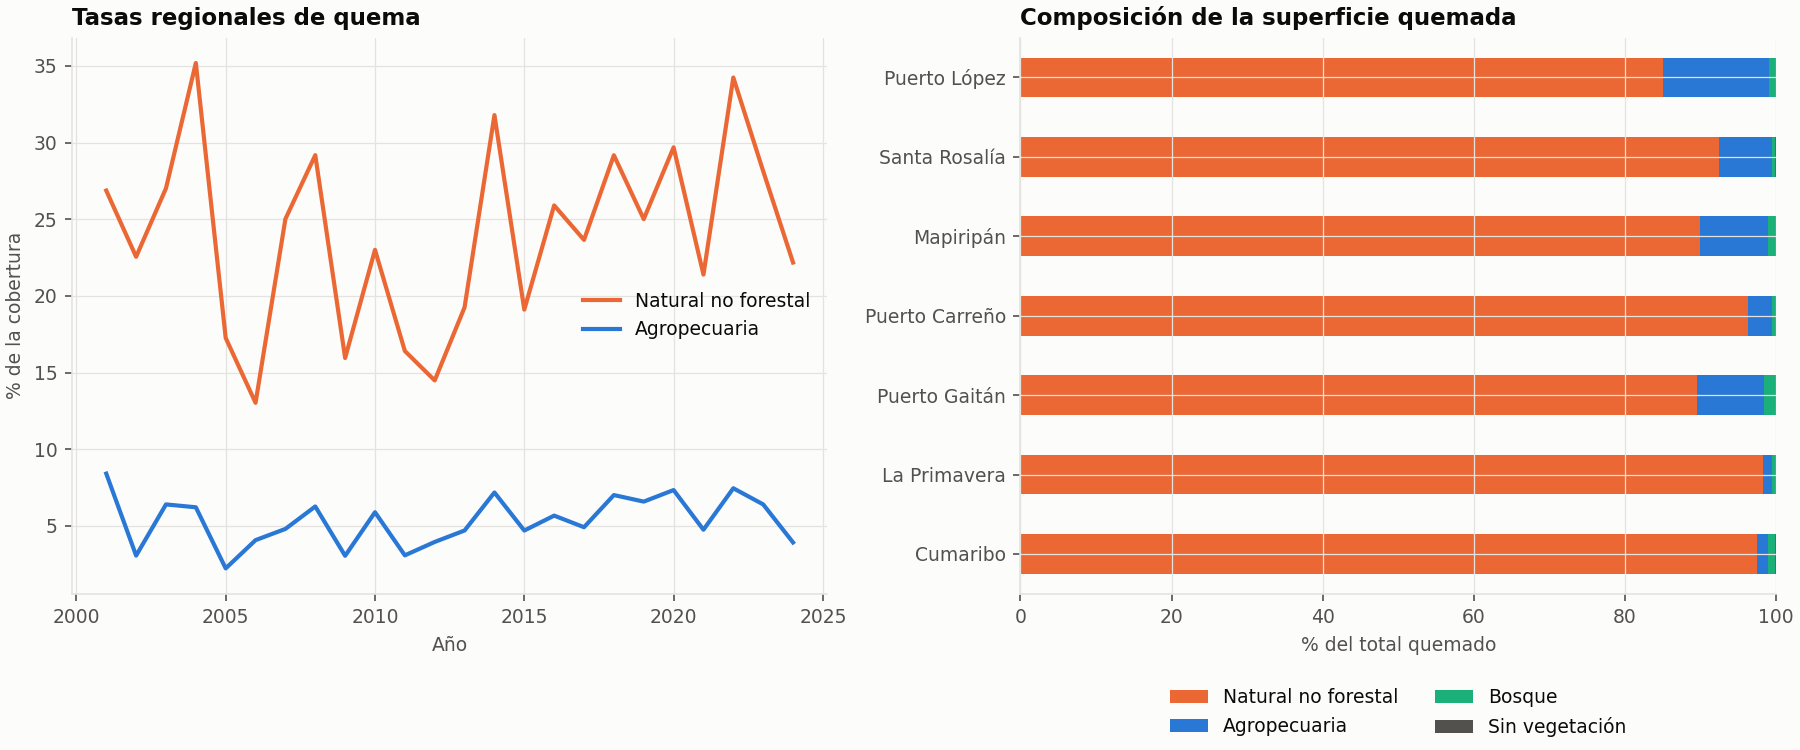 Tasas regionales de quema
% de la cobertura
35
30
25
20
15
10
5
2000 2005 2010 2015 2020 2025
Año
Natural no forestal
Agropecuaria
Composición de la superficie quemada
Puerto López
Santa Rosalía
Mapiripán
Puerto Carreño
Puerto Gaitán
La Primavera
Cumaribo
0 20 40 60 80 100
% del total quemado
Natural no forestal
Agropecuaria
Bosque
Sin vegetación